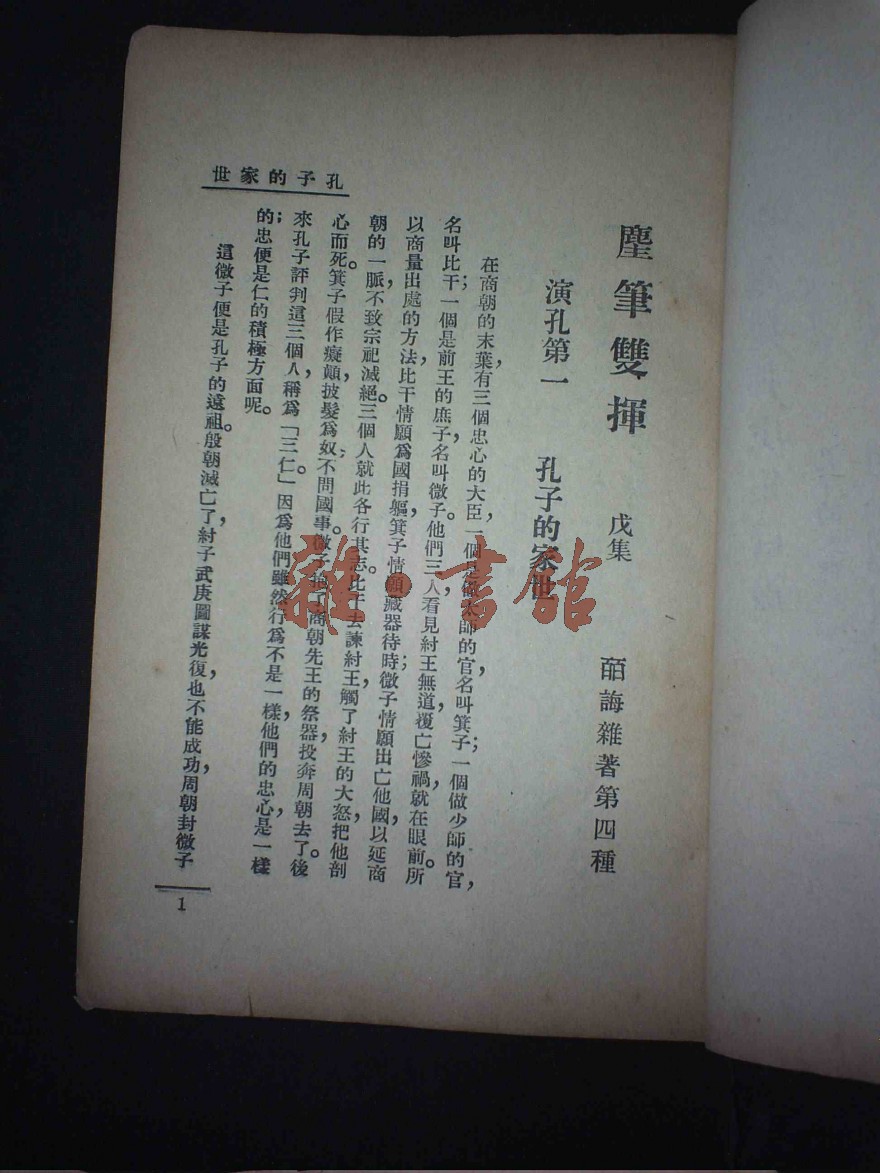 麈筆雙揮 戊集 皕誨雜著第四種
演孔第一 孔子的家世
在商朝的末葉，有三個忠心的大臣，一個是做太師的官，名叫箕子；一個做少師的官，
名叫比干；一個是前王的庶子，名叫微子。他們三人看見紂王無道，覆亡慘禍，就在眼前。所
以商量出處的方法，比干情願爲國捐軀，箕子情願藏器待時；微子情願出亡他國，以延商
朝的一脈，不致宗祀滅絕。三個人就此各行其志。比干去諫紂王，觸了紂王的大怒，把他剖
心而死。箕子假作癡顛，披髮爲奴，不問國事。微子抱了商朝先王的祭器，投奔周朝去了。後
來孔子評判這三個人，稱爲「三仁」。因爲他們雖然行爲不是一樣，他們的忠心，是一樣
的；忠便是仁的積極方面呢。
這微子便是孔子的遠祖。殷朝滅亡了，紂子武庚圖謀光復，也不能成功，周朝封微子
孔子的家世
1
雜·書館